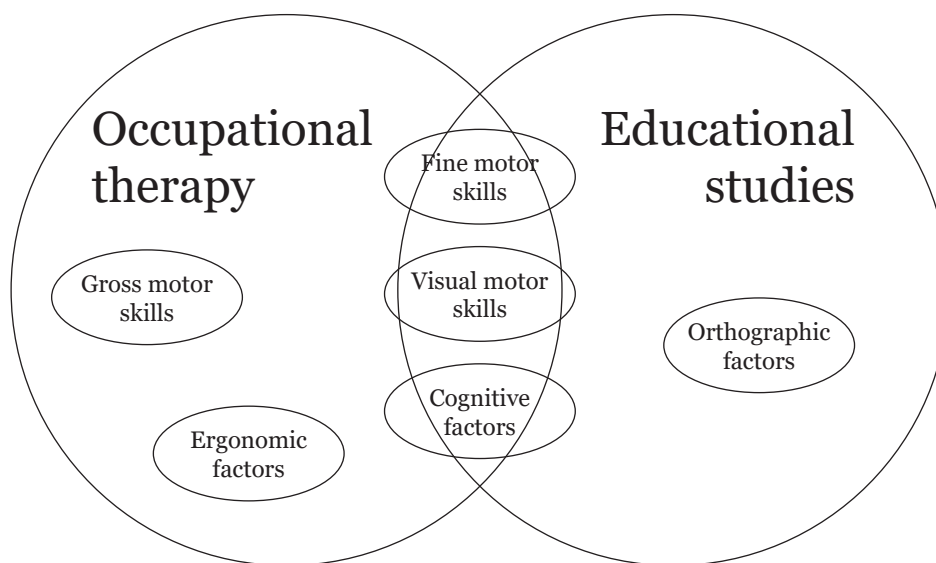 Occupational
therapy
Educational
studies
Fine motor
skills
Gross motor
skills
Visual motor
skills
Orthographic
factors
Cognitive
factors
Ergonomic
factors